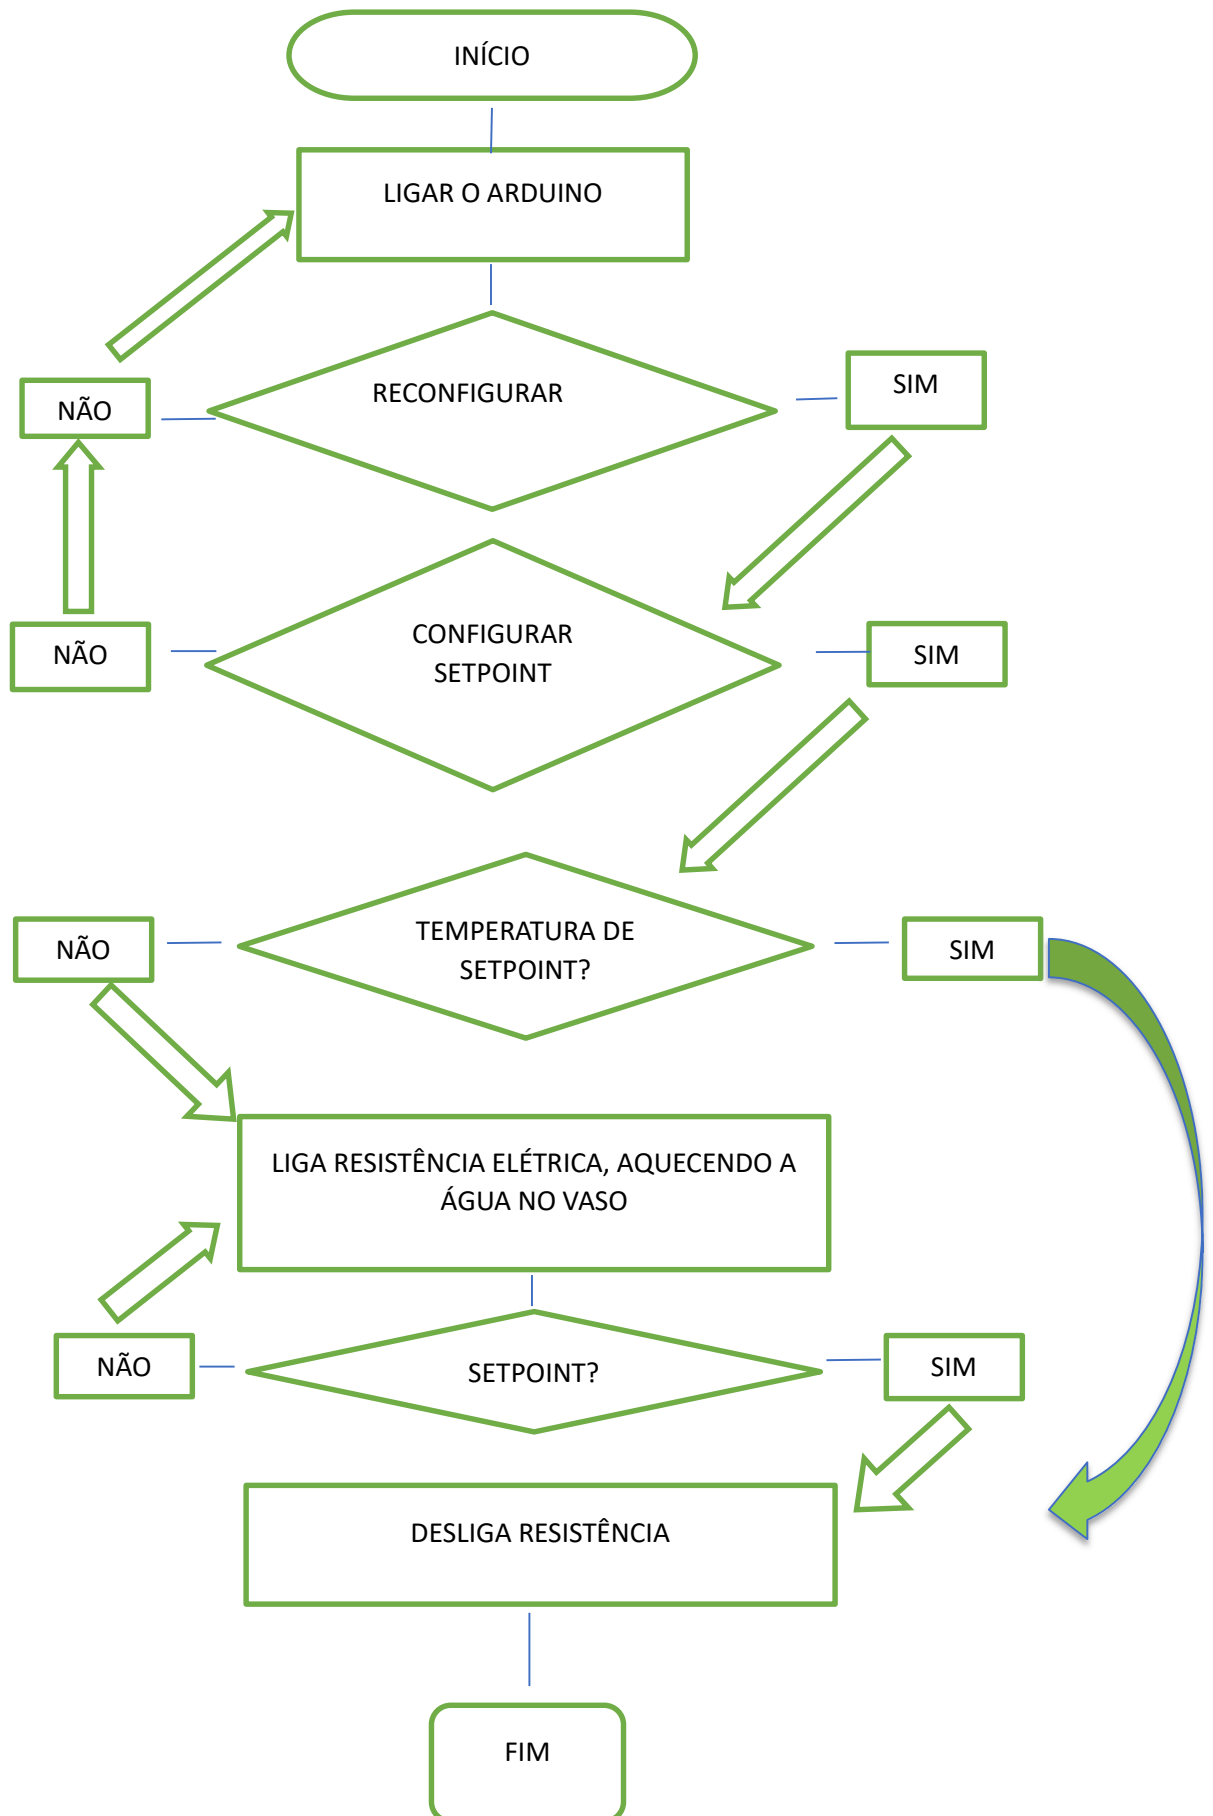 INÍCIO
LIGAR O ARDUINO
RECONFIGURAR
SIM
NÃO
CONFIGURAR
SETPOINT
NÃO
SIM
TEMPERATURA DE
SETPOINT?
NÃO
SIM
LIGA RESISTÊNCIA ELÉTRICA, AQUECENDO A
ÁGUA NO VASO
NÃO
SETPOINT?
SIM
DESLIGA RESISTÊNCIA
FIM